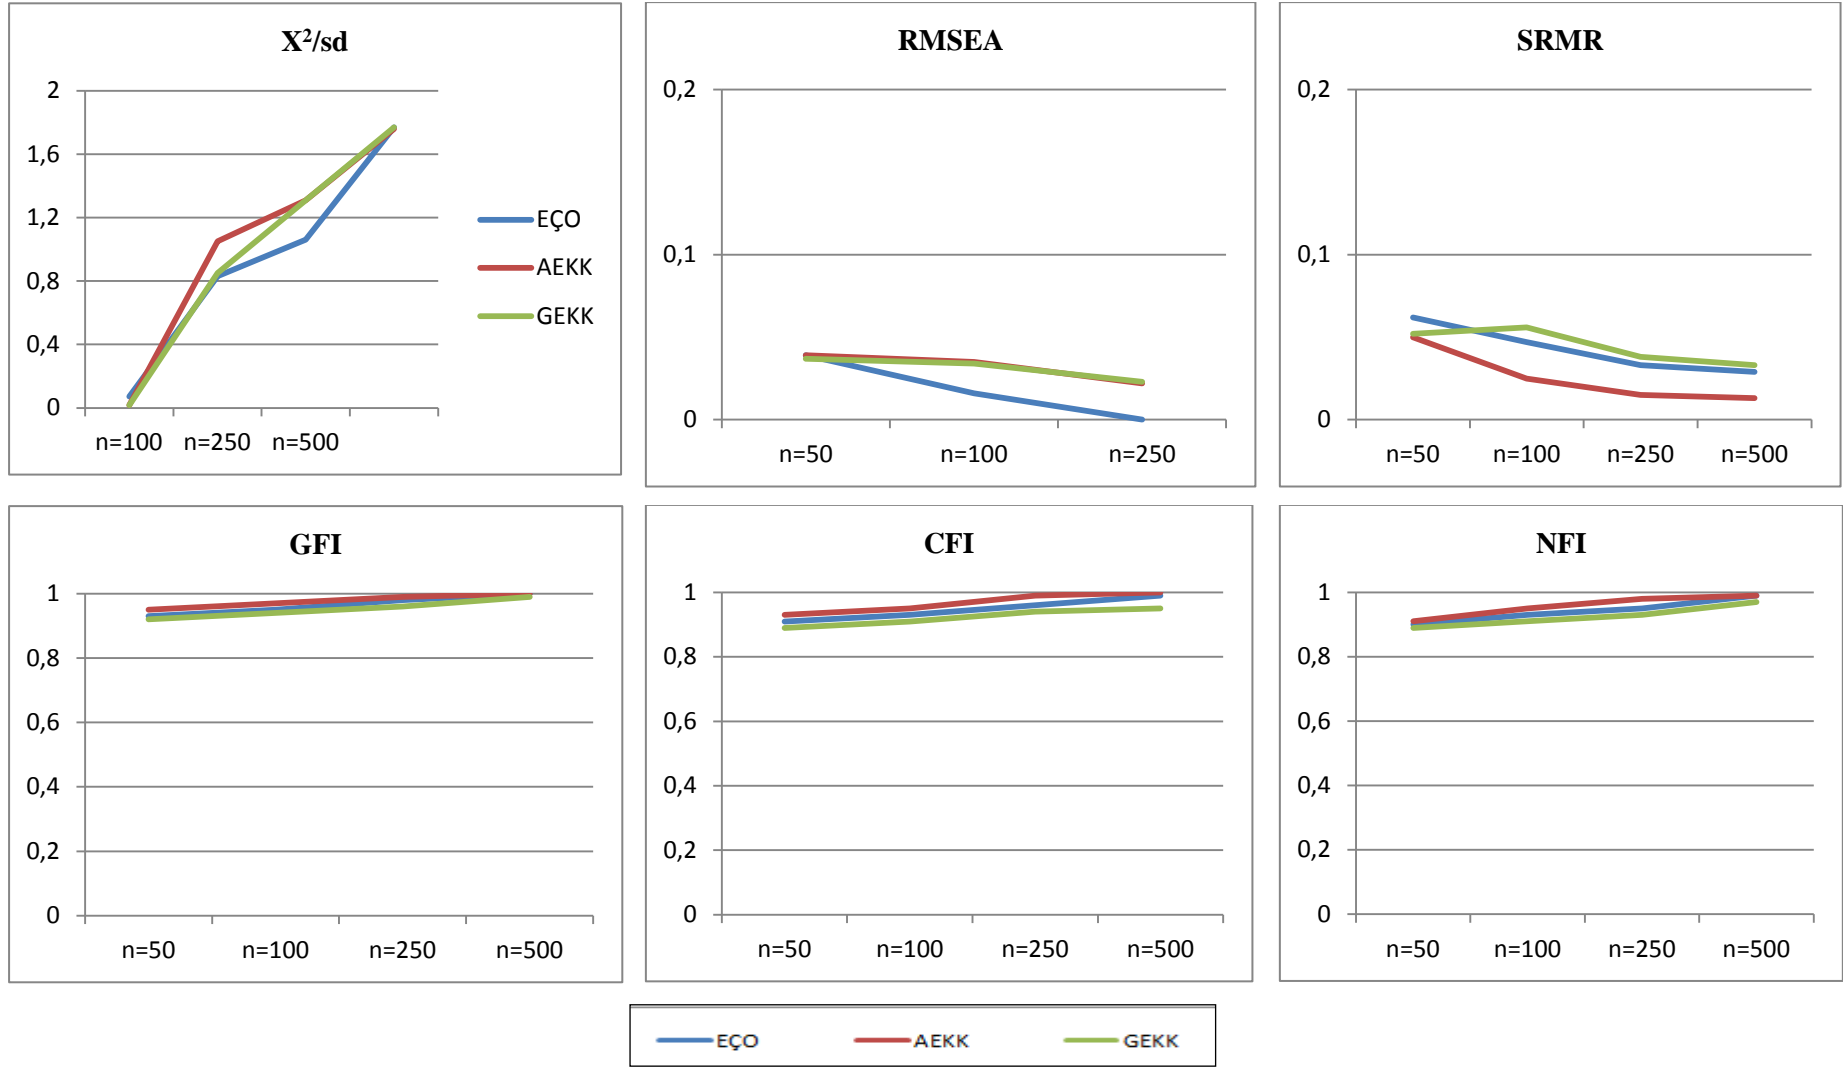 X²/sd
2
1,6
1,2
0,8
0,4
0
n=100 n=250 n=500
EÇO
AEKK
GEKK
RMSEA
0,2
0,1
0
n=50 n=100 n=250
SRMR
0,2
0,1
0
n=50 n=100 n=250 n=500
GFI
1
0,8
0,6
0,4
0,2
0
n=50 n=100 n=250 n=500
CFI
1
0,8
0,6
0,4
0,2
0
n=50 n=100 n=250 n=500
NFI
1
0,8
0,6
0,4
0,2
0
n=50 n=100 n=250 n=500
EÇO AEKK GEKK